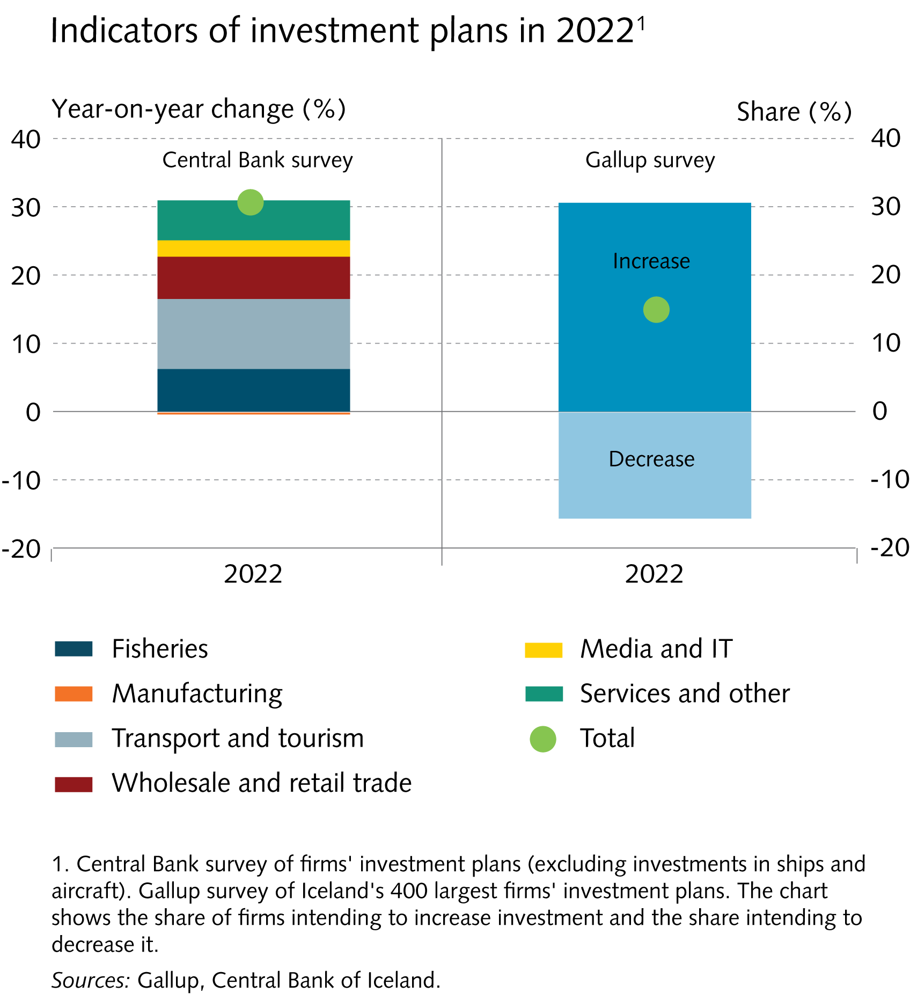 Indicators of investment plans in 2022¹
Year-on-year change (%)
Share (%)
40
40
Central Bank survey
Gallup survey
30
30
Increase
20
20
10
10
0
0
Decrease
-10
-10
-20
-20
2022
2022
Fisheries
Manufacturing
Transport and tourism
Wholesale and retail trade
Media and IT
Services and other
Total
1. Central Bank survey of firms' investment plans (excluding investments in ships and
aircraft). Gallup survey of Iceland's 400 largest firms' investment plans. The chart
shows the share of firms intending to increase investment and the share intending to
decrease it.
Sources: Gallup, Central Bank of Iceland.